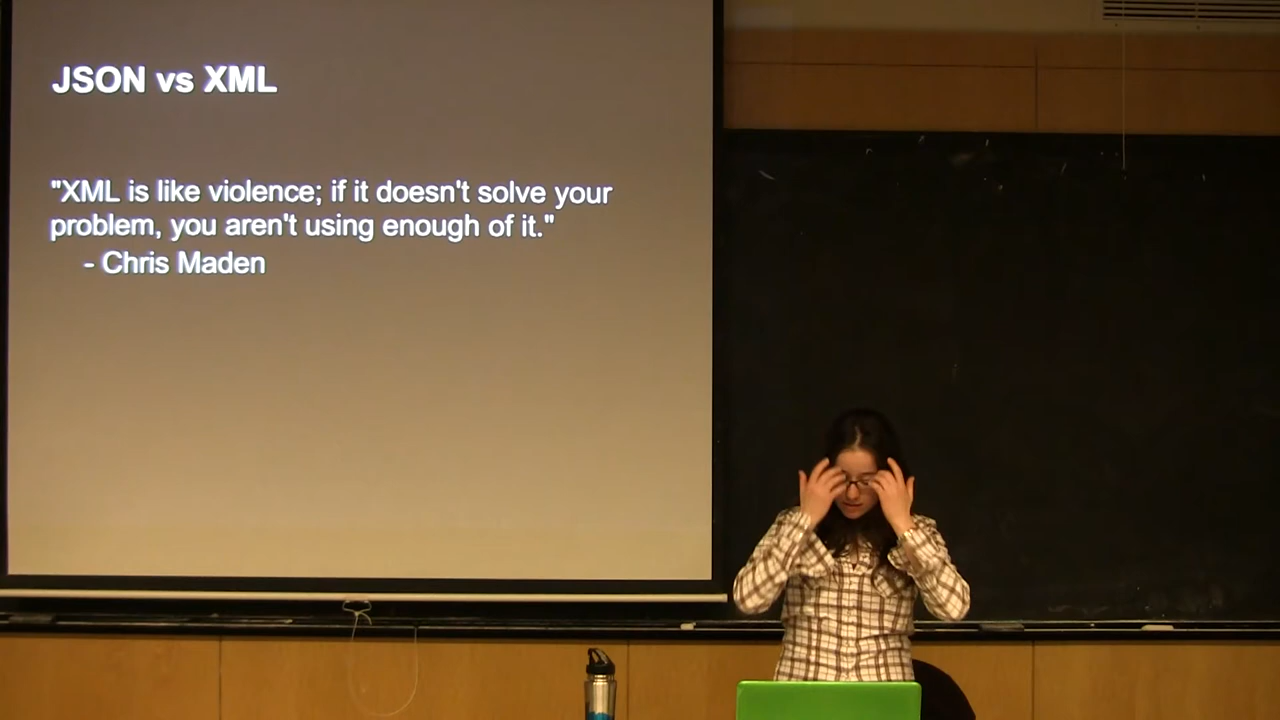 JSON vs XML
"XML is like violence; if it doesn't solve your
problem, you aren't using enough of it."
- Chris Maden